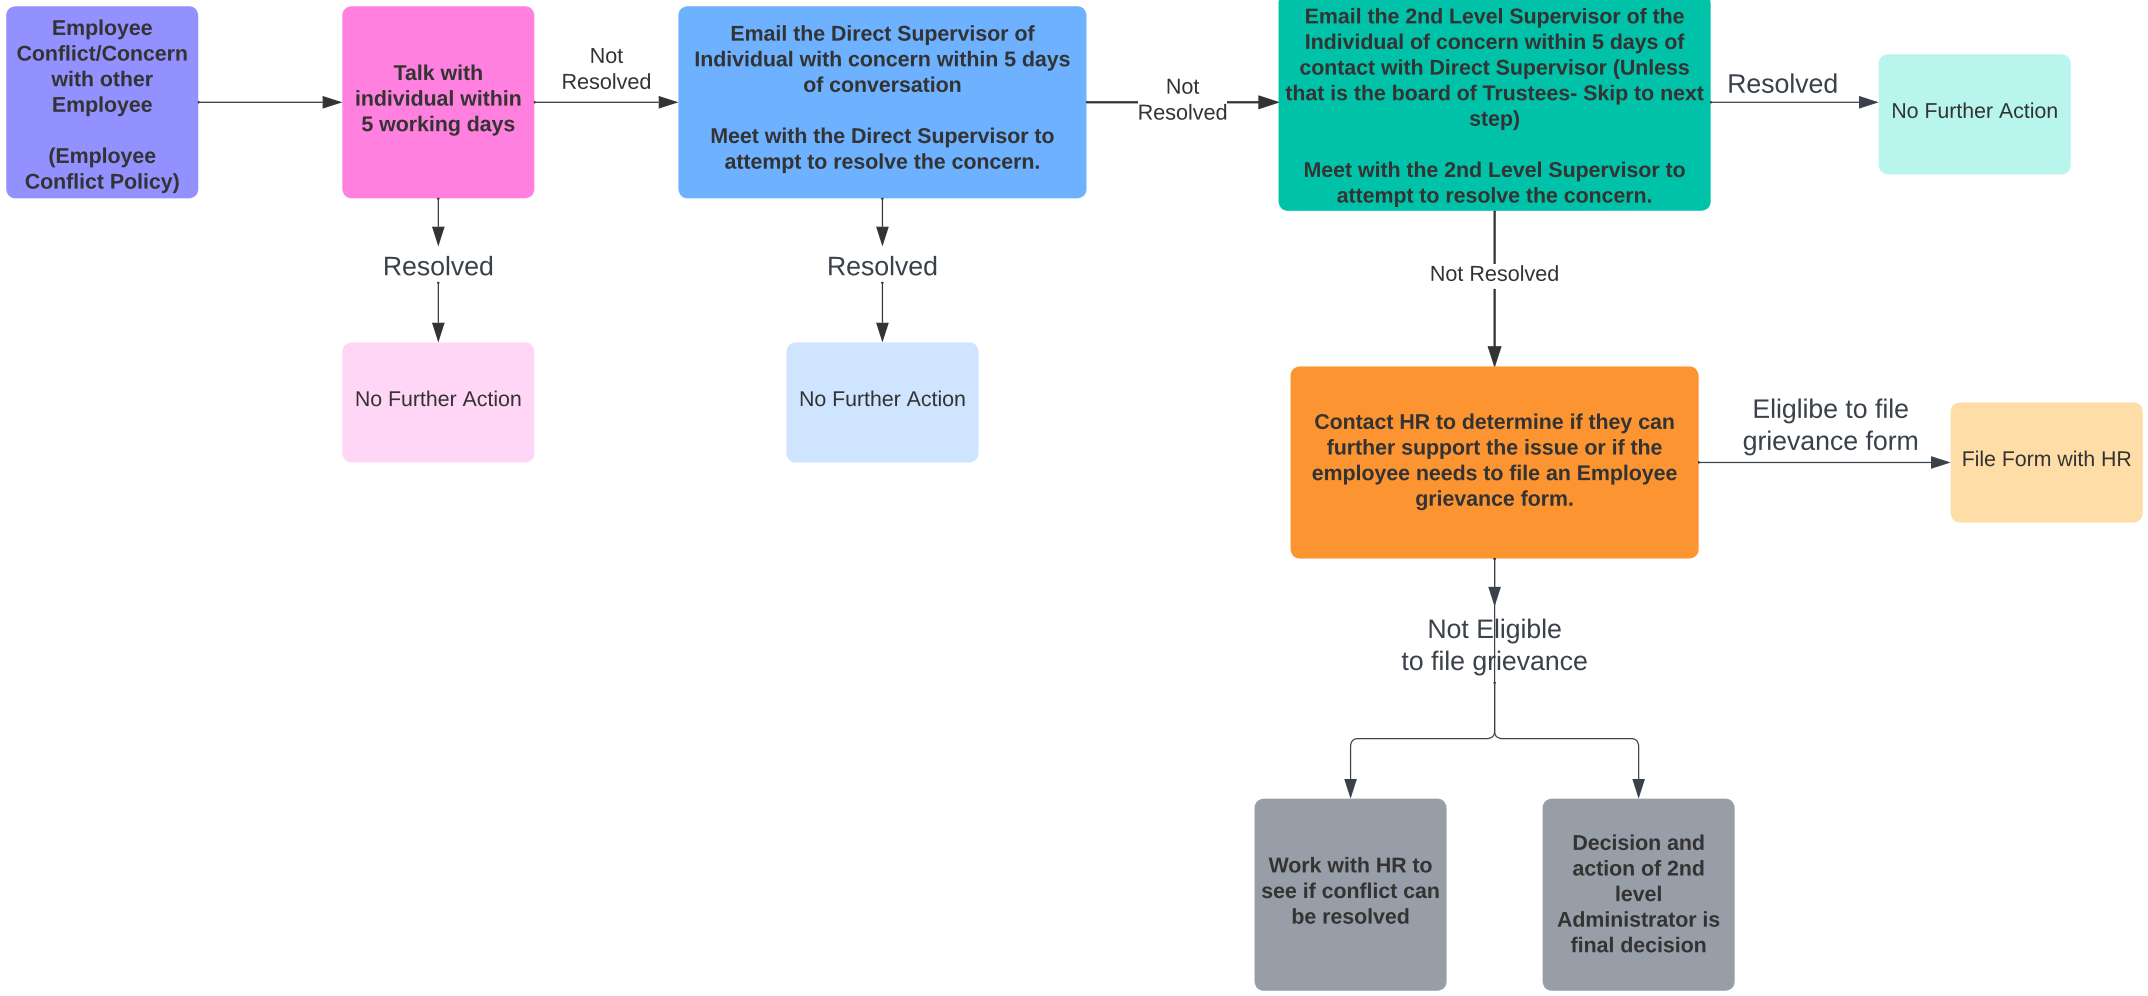 Employee
Conflict/Concern
with other
Employee
(Employee
Conflict Policy)
Talk with
individual within
5 working days
Not
Resolved
Email the Direct Supervisor of
Individual with concern within 5 days
of conversation
Meet with the Direct Supervisor to
attempt to resolve the concern.
Not
Resolved
Email the 2nd Level Supervisor of the
Individual of concern within 5 days of
contact with Direct Supervisor (Unless
that is the board of Trustees- Skip to next
step)
Meet with the 2nd Level Supervisor to
attempt to resolve the concern.
Resolved
No Further Action
Resolved
Resolved
Not Resolved
No Further Action
No Further Action
Contact HR to determine if they can
further support the issue or if the
employee needs to file an Employee
grievance form.
Eliglibe to file
grievance form
File Form with HR
Not Eligible
to file grievance
Work with HR to
see if conflict can
be resolved
Decision and
action of 2nd
level
Administrator is
final decision